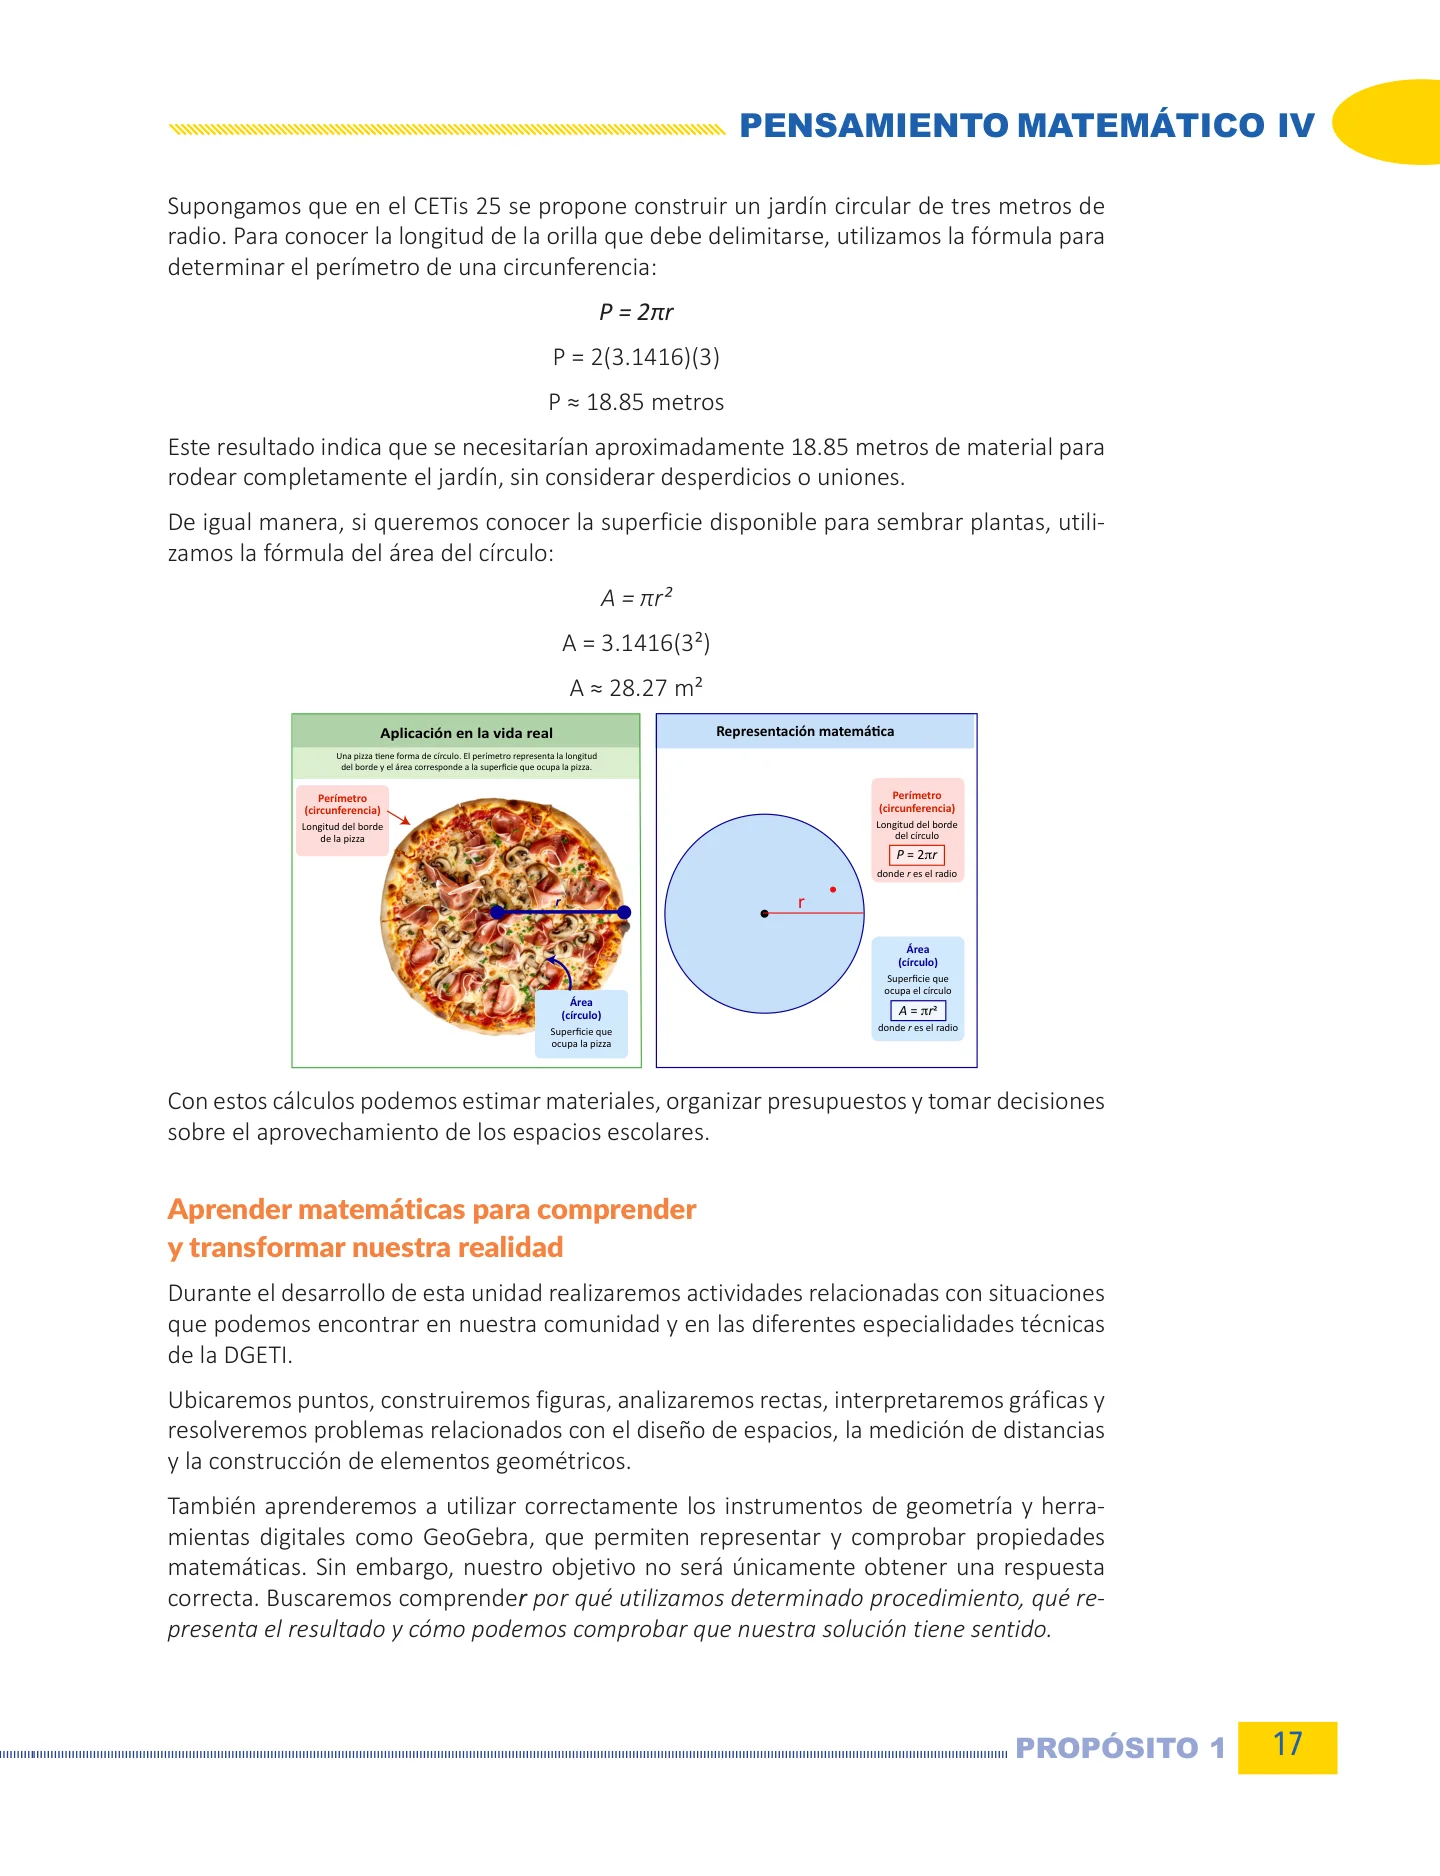 PENSAMIENTO MATEMÁTICO IV
Supongamos que en el CETis 25 se propone construir un jardín circular de tres metros de
radio. Para conocer la longitud de la orilla que debe delimitarse, utilizamos la fórmula para
determinar el perímetro de una circunferencia:
P = 2πr
P = 2(3.1416)(3)
P ≈ 18.85 metros
Este resultado indica que se necesitarían aproximadamente 18.85 metros de material para
rodear completamente el jardín, sin considerar desperdicios o uniones.
De igual manera, si queremos conocer la superficie disponible para sembrar plantas, utili-
zamos la fórmula del área del círculo:
A = πr²
A = 3.1416(3²)
A ≈ 28.27 m²
Aplicación en la vida real
Una pizza tiene forma de círculo. El perímetro representa la longitud
del borde y el área corresponde a la superficie que ocupa la pizza.
Perímetro
(circunferencia)
Longitud del borde
de la pizza
r
Área
(círculo)
Superficie que
ocupa la pizza
Representación matemática
r
Perímetro
(circunferencia)
Longitud del borde
del círculo
P = 2πr
donde r es el radio
Área
(círculo)
Superficie que
ocupa el círculo
A = πr²
donde r es el radio
Con estos cálculos podemos estimar materiales, organizar presupuestos y tomar decisiones
sobre el aprovechamiento de los espacios escolares.
Aprender matemáticas para comprender
y transformar nuestra realidad
Durante el desarrollo de esta unidad realizaremos actividades relacionadas con situaciones
que podemos encontrar en nuestra comunidad y en las diferentes especialidades técnicas
de la DGETI.
Ubicaremos puntos, construiremos figuras, analizaremos rectas, interpretaremos gráficas y
resolveremos problemas relacionados con el diseño de espacios, la medición de distancias
y la construcción de elementos geométricos.
También aprenderemos a utilizar correctamente los instrumentos de geometría y herra-
mientas digitales como GeoGebra, que permiten representar y comprobar propiedades
matemáticas. Sin embargo, nuestro objetivo no será únicamente obtener una respuesta
correcta. Buscaremos comprender por qué utilizamos determinado procedimiento, qué re-
presenta el resultado y cómo podemos comprobar que nuestra solución tiene sentido.
PROPÓSITO 1
17